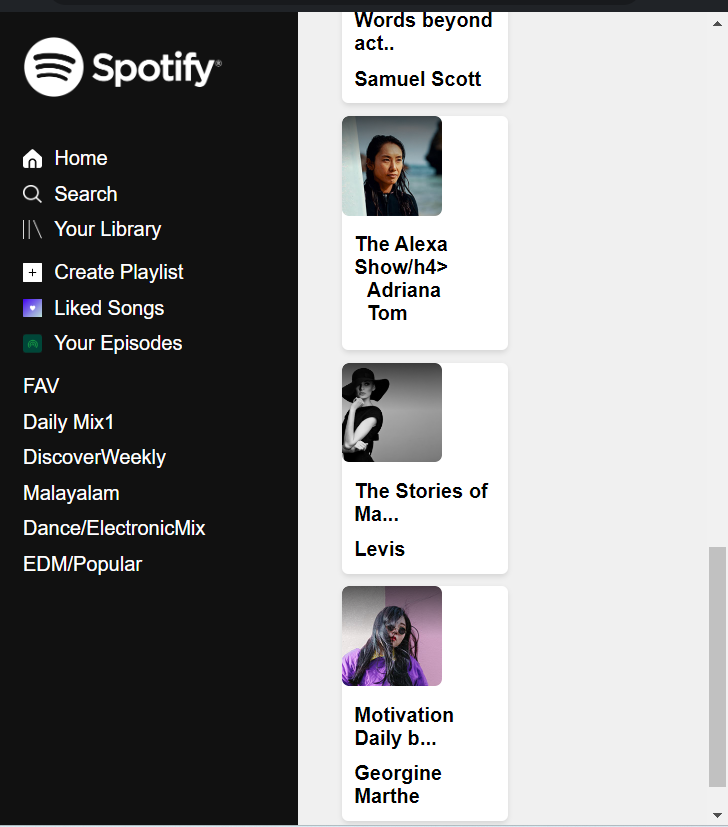 Spotify®
Home
Search
Your Library
Create Playlist
Liked Songs
Your Episodes
FAV
Daily Mix1
DiscoverWeekly
Malayalam
Dance/ElectronicMix
EDM/Popular
Words beyond
act..
Samuel Scott
The Alexa
Show/h4>
Adriana
Tom
The Stories of
Ma...
Levis
Motivation
Daily b...
Georgine
Marthe